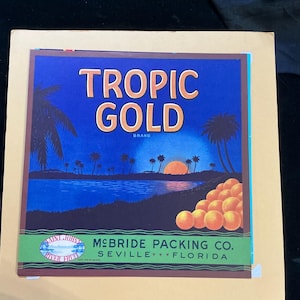 TROPIC
GOLD
BRAND
McBRIDE PACKING CO.
SEVILLE FLORIDA